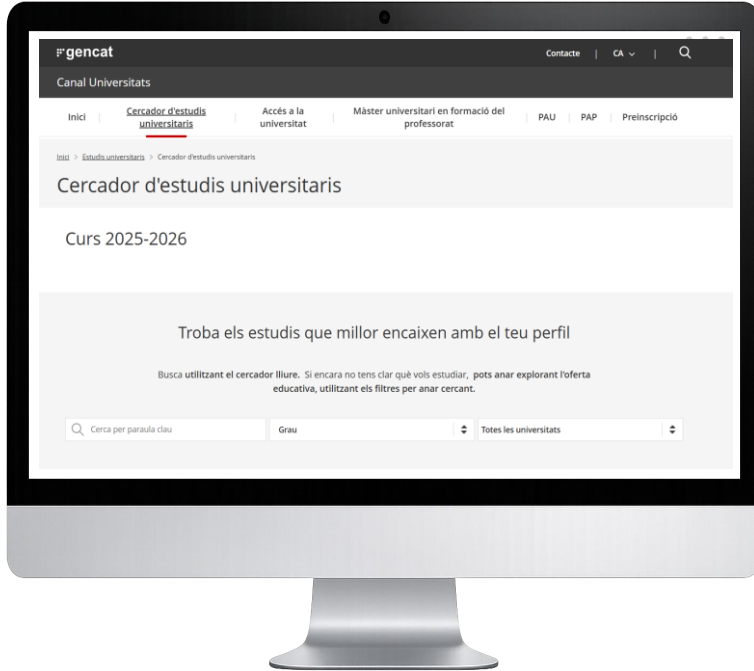 gencat
Contacte | CA | 
Canal Universitats
Inici
Cercador d'estudis
universitaris
Accés a la
universitat
Màster universitari en formació del
professorat
PAU
PAP
Preinscripció
Inici > Estudis universitaris > Cercador d'estudis universitaris
Cercador d'estudis universitaris
Curs 2025-2026
Troba els estudis que millor encaixen amb el teu perfil
Busca utilitzant el cercador lliure. Si encara no tens clar què vols estudiar, pots anar explorant l'oferta
educativa, utilitzant els filtres per anar cercant.
Cerca per paraula clau
Grau
Totes les universitats